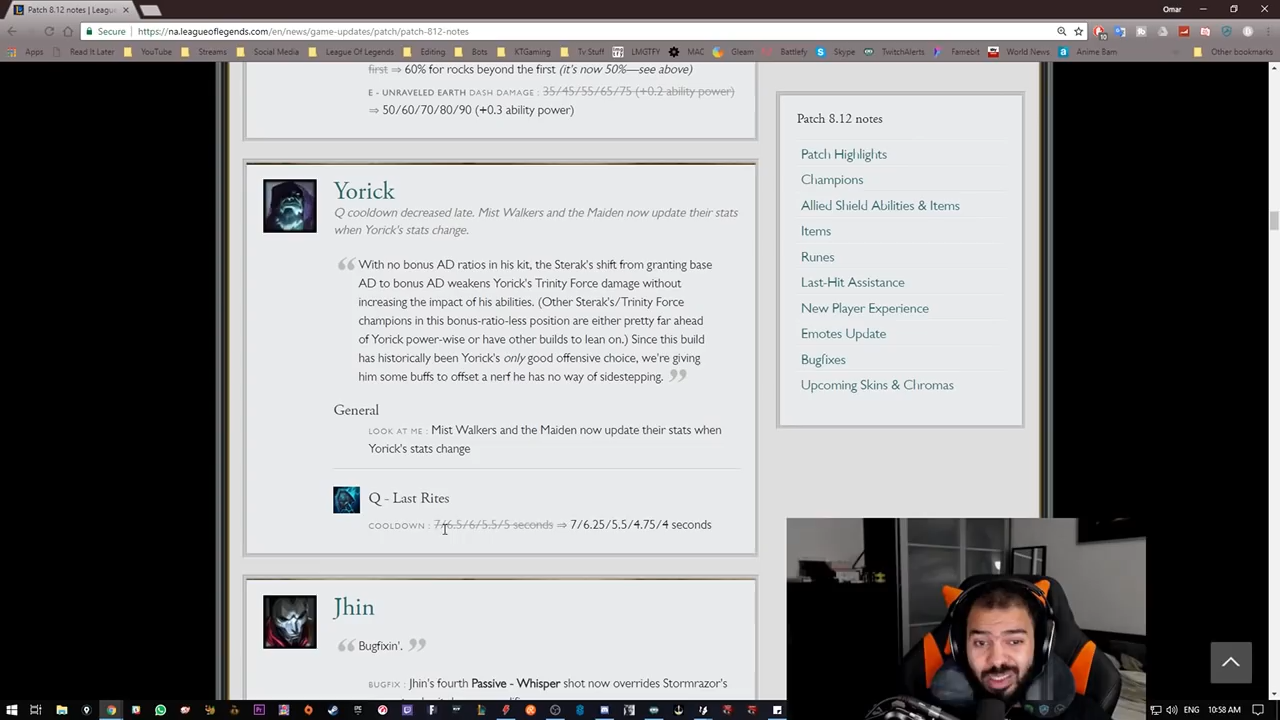 Patch 8.12 notes | Leagu
Omar
Secure
https://na.leagueoflegends.com/en/news/game-updates/patch/patch-812-notes
Apps
Read It Later
YouTube
Streams
Social Media
League Of Legends
Editing
Bots
XTGaming
Tv Stuff
LMGTFY
MAC
Gleam
Battlefy
Skype
TwitchAlerts
Famebit
World News
Anime Bam
Other bookmarks
first ⇒ 60% for rocks beyond the first (it's now 50%—see above)
E - UNRAVELED EARTH DASH DAMAGE : 35/45/55/65/75 (+0.2 ability power)
⇒ 50/60/70/80/90 (+0.3 ability power)
Yorick
Q cooldown decreased late. Mist Walkers and the Maiden now update their stats
when Yorick's stats change.
With no bonus AD ratios in his kit, the Sterak's shift from granting base
AD to bonus AD weakens Yorick's Trinity Force damage without
increasing the impact of his abilities. (Other Sterak's/Trinity Force
champions in this bonus-ratio-less position are either pretty far ahead
of Yorick power-wise or have other builds to lean on.) Since this build
has historically been Yorick's only good offensive choice, we're giving
him some buffs to offset a nerf he has no way of sidestepping.
General
LOOK AT ME : Mist Walkers and the Maiden now update their stats when
Yorick's stats change
Q - Last Rites
COOLDOWN : 7/6.5/6/5.5/5 seconds ⇒ 7/6.25/5.5/4.75/4 seconds
Jhin
Bugfixin'.
BUGFIX : Jhin's fourth Passive - Whisper shot now overrides Stormrazor's
Patch 8.12 notes
Patch Highlights
Champions
Allied Shield Abilities & Items
Items
Runes
Last-Hit Assistance
New Player Experience
Emotes Update
Bugfixes
Upcoming Skins & Chromas
ENG
10:58 AM